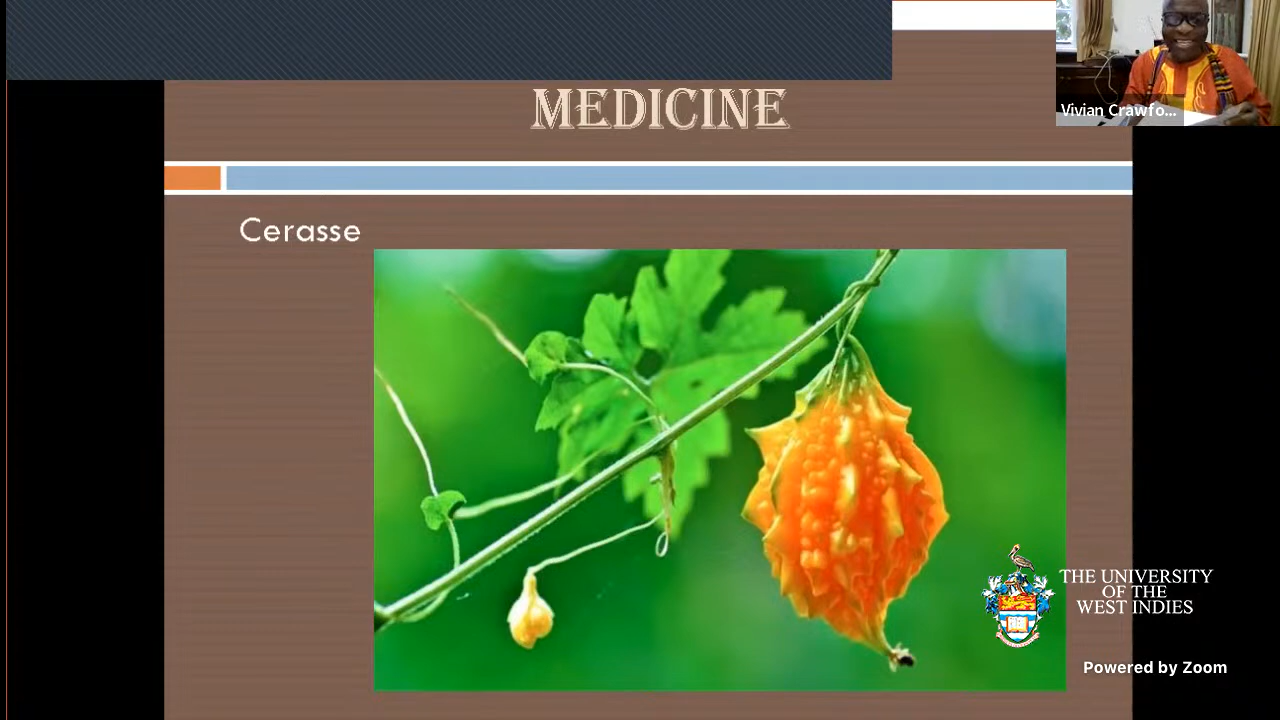 MEDICINE
Vivian Crawfo...
Cerasse
THE UNIVERSITY
OF THE
WEST INDIES
Powered by Zoom